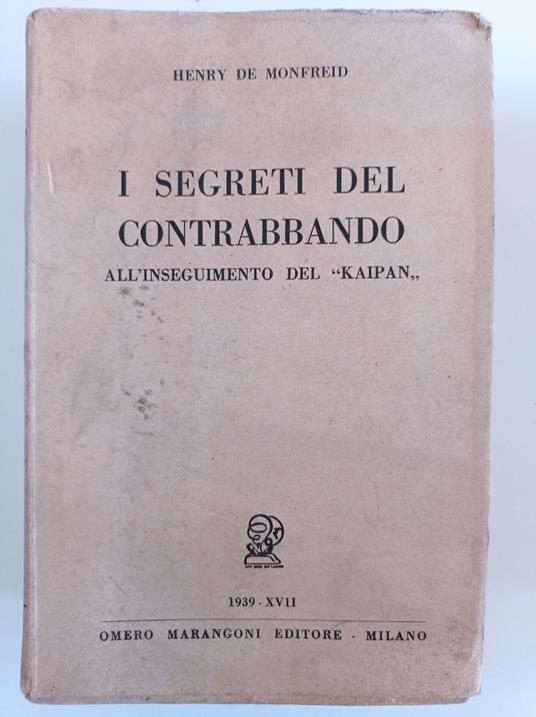 HENRY DE MONFREID
I SEGRETI DEL
CONTRABBANDO
ALL'INSEGUIMENTO DEL “KAIPAN„
1939 - XVII
OMERO MARANGONI EDITORE - MILANO